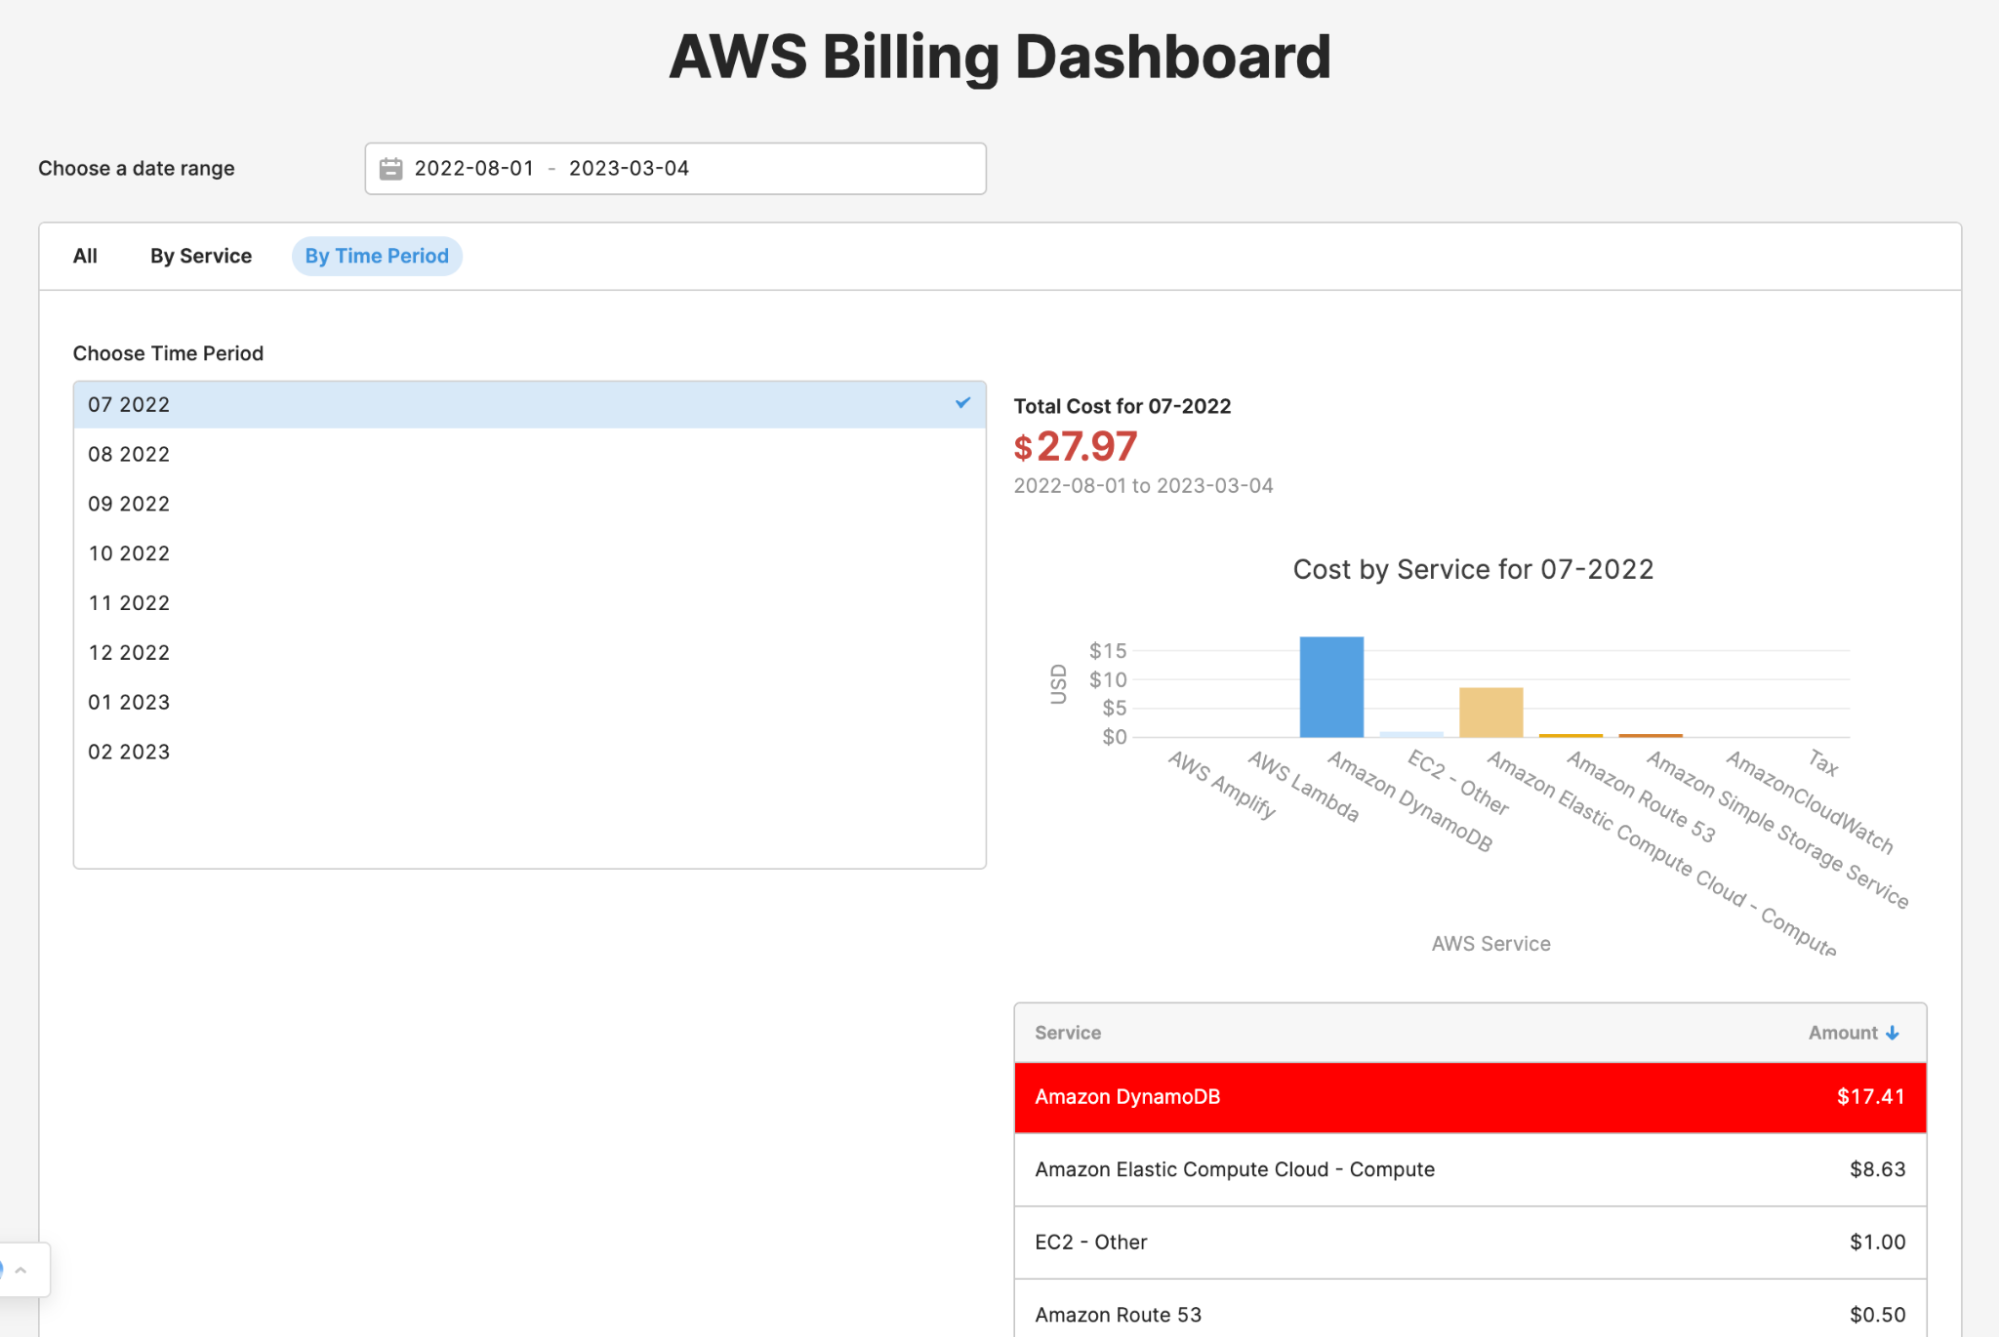 AWS Billing Dashboard
Choose a date range
2022-08-01 - 2023-03-04
All By Service By Time Period
Choose Time Period
07 2022
08 2022
09 2022
10 2022
11 2022
12 2022
01 2023
02 2023
Total Cost for 07-2022
$27.97
2022-08-01 to 2023-03-04
Cost by Service for 07-2022
USD
$15
$10
$5
$0
AWS Amplify
AWS Lambda
Amazon DynamoDB
EC2 - Other
Amazon Elastic Compute Cloud - Compute
Amazon Route 53
Amazon Simple Storage Service
AmazonCloudWatch
Tax
AWS Service
Service Amount
Amazon DynamoDB $17.41
Amazon Elastic Compute Cloud - Compute $8.63
EC2 - Other $1.00
Amazon Route 53 $0.50